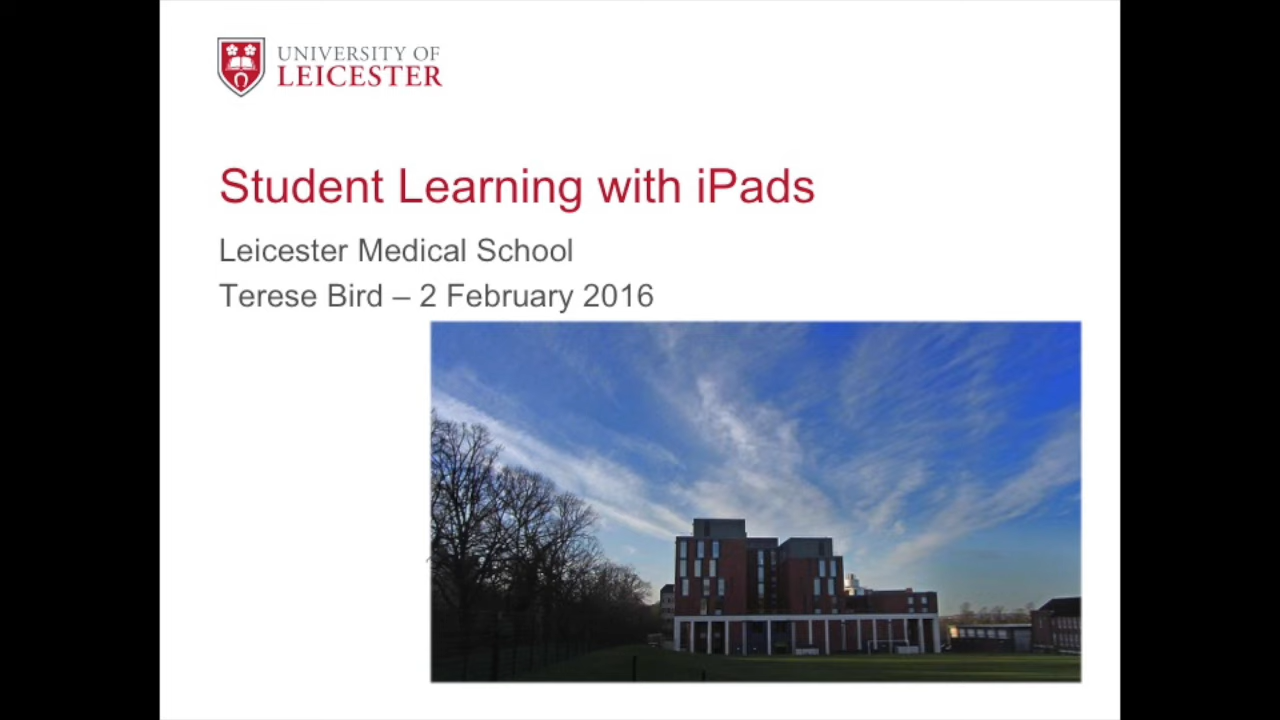 UNIVERSITY OF
LEICESTER
Student Learning with iPads
Leicester Medical School
Terese Bird – 2 February 2016